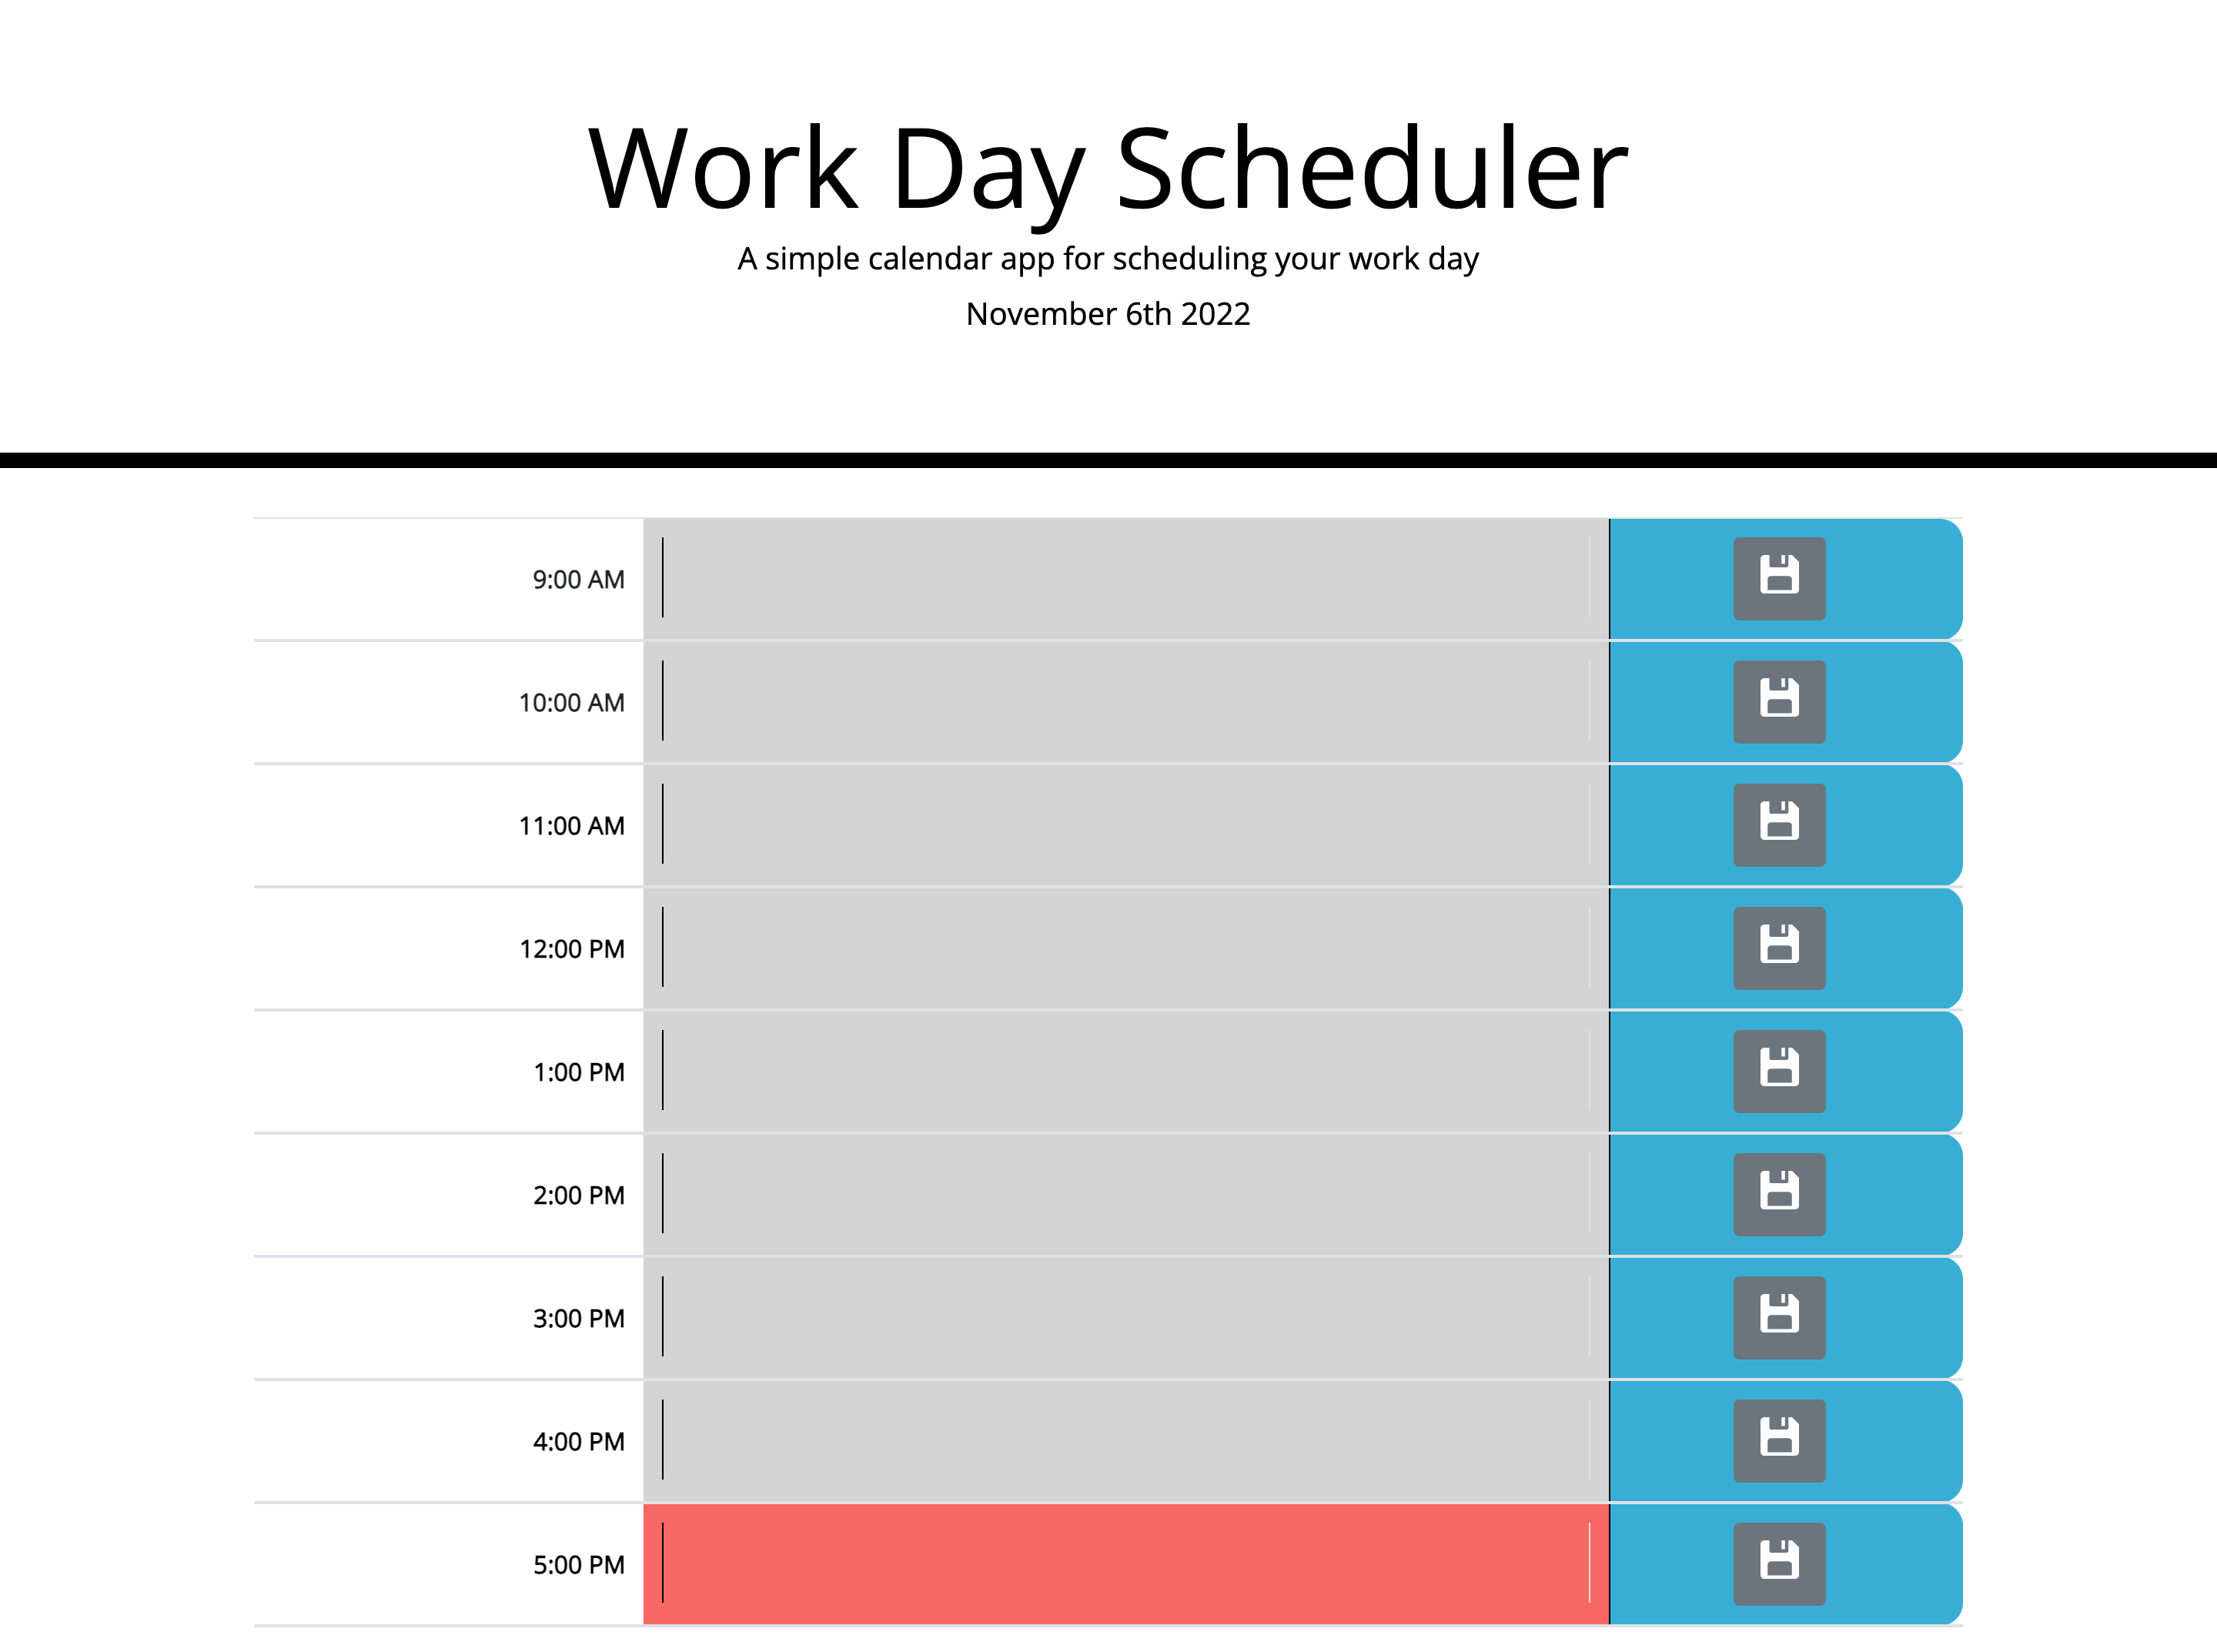 Work Day Scheduler
A simple calendar app for scheduling your work day
November 6th 2022
9:00 AM
10:00 AM
11:00 AM
12:00 PM
1:00 PM
2:00 PM
3:00 PM
4:00 PM
5:00 PM